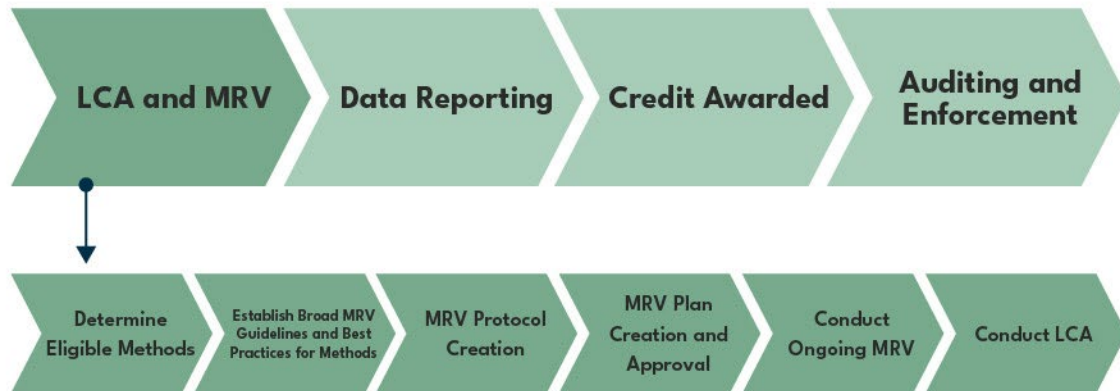 LCA and MRV
Data Reporting
Credit Awarded
Auditing and
Enforcement
Determine
Eligible Methods
Establish Broad MRV
Guidelines and Best
Practices for Methods
MRV Protocol
Creation
MRV Plan
Creation and
Approval
Conduct
Ongoing MRV
Conduct LCA